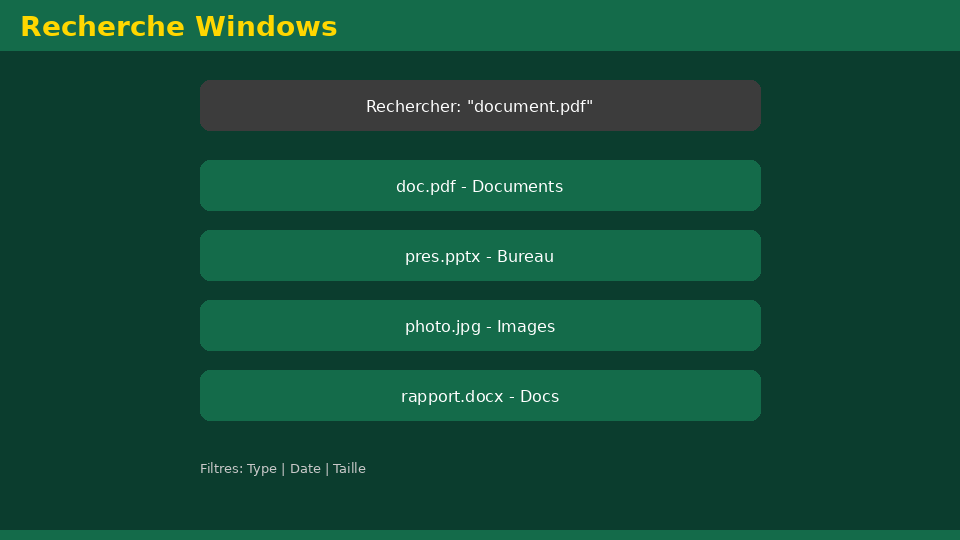 Recherche Windows
Rechercher: "document.pdf"
doc.pdf - Documents
pres.pptx - Bureau
photo.jpg - Images
rapport.docx - Docs
Filtres: Type | Date | Taille